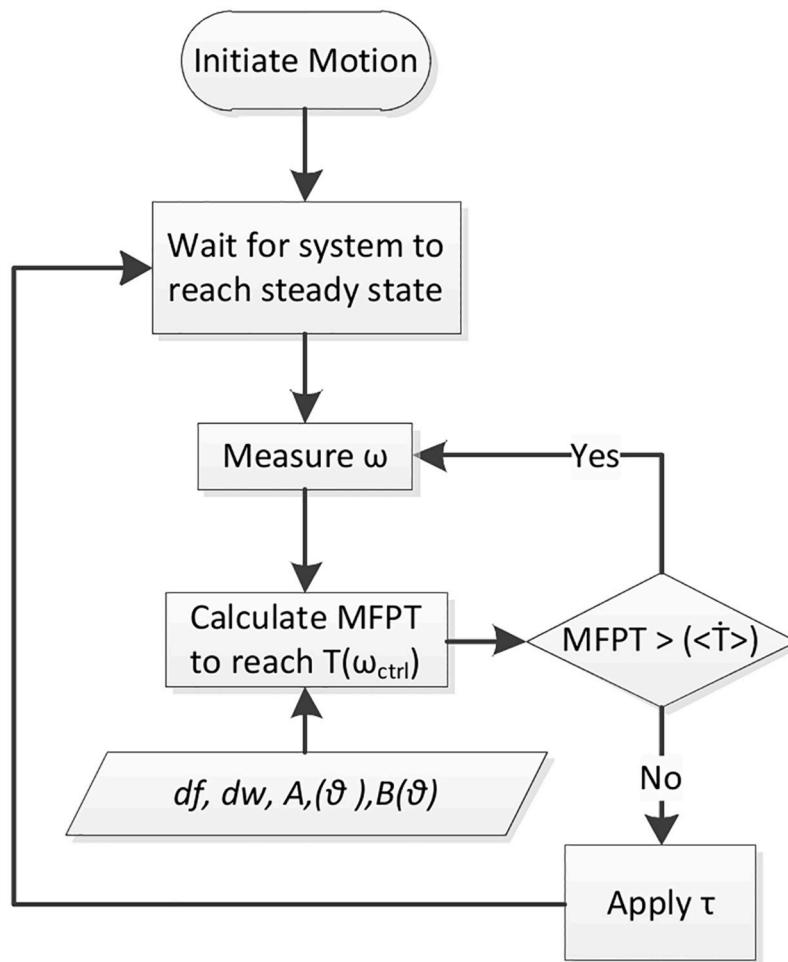 Initiate Motion
Wait for system to
reach steady state
Measure ω
Yes
Calculate MFPT
to reach T(ω_ctrl)
MFPT > (<Ṫ>)
df, dw, A,(ϑ ),B(ϑ)
No
Apply τ